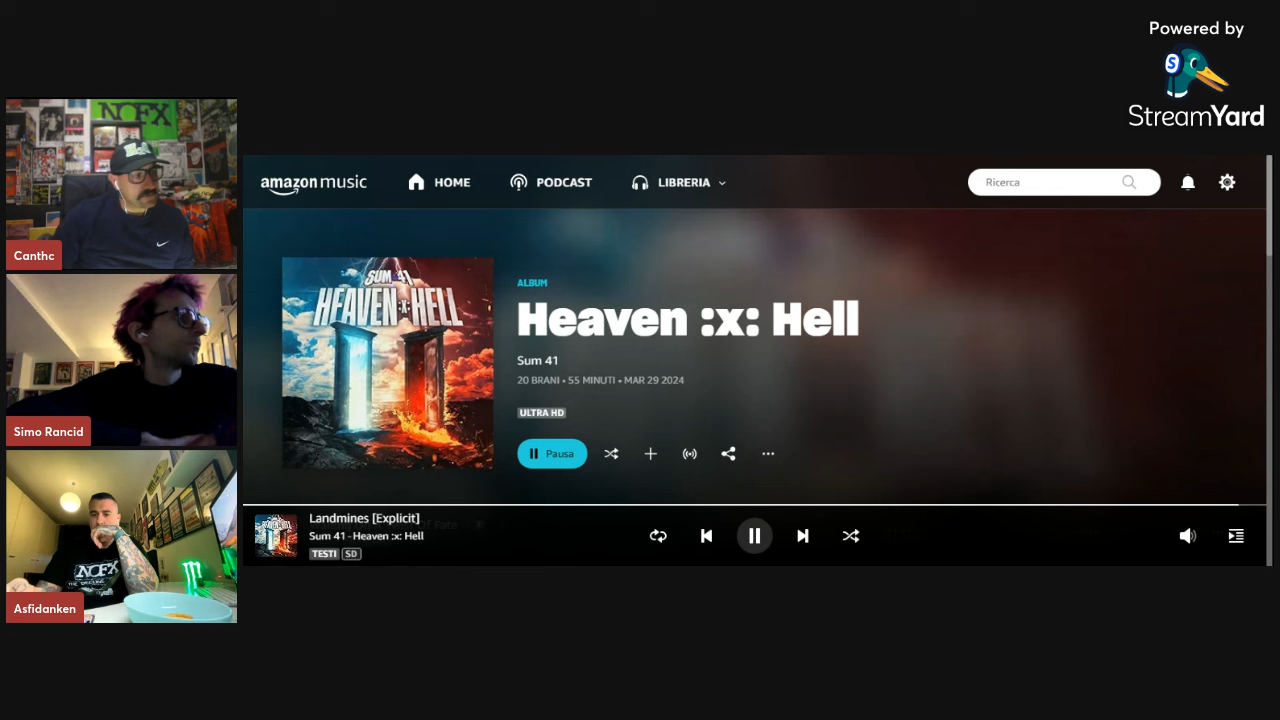 Powered by
S
StreamYard
NOFX
Canthc
Simo Rancid
NOFX
Asfidanken
amazon music
HOME
PODCAST
LIBRERIA
Ricerca
SUM 41
HEAVEN :X: HELL
ALBUM
Heaven :x: Hell
Sum 41
20 BRANI • 55 MINUTI • MAR 29 2024
ULTRA HD
Pausa
Landmines [Explicit]
Sum 41 - Heaven :x: Hell
TESTI SD